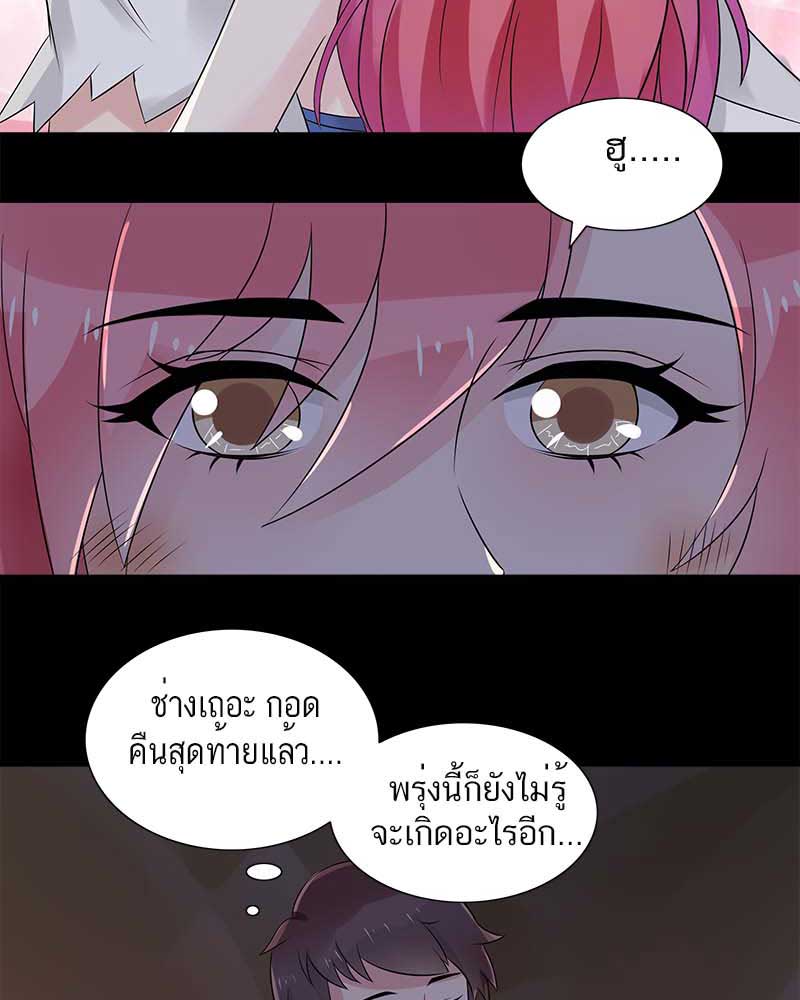 ฮู.....
ช่างเถอะ กอด
คืนสุดท้ายแล้ว....
พรุ่งนี้ก็ยังไม่รู้
จะเกิดอะไรอีก...